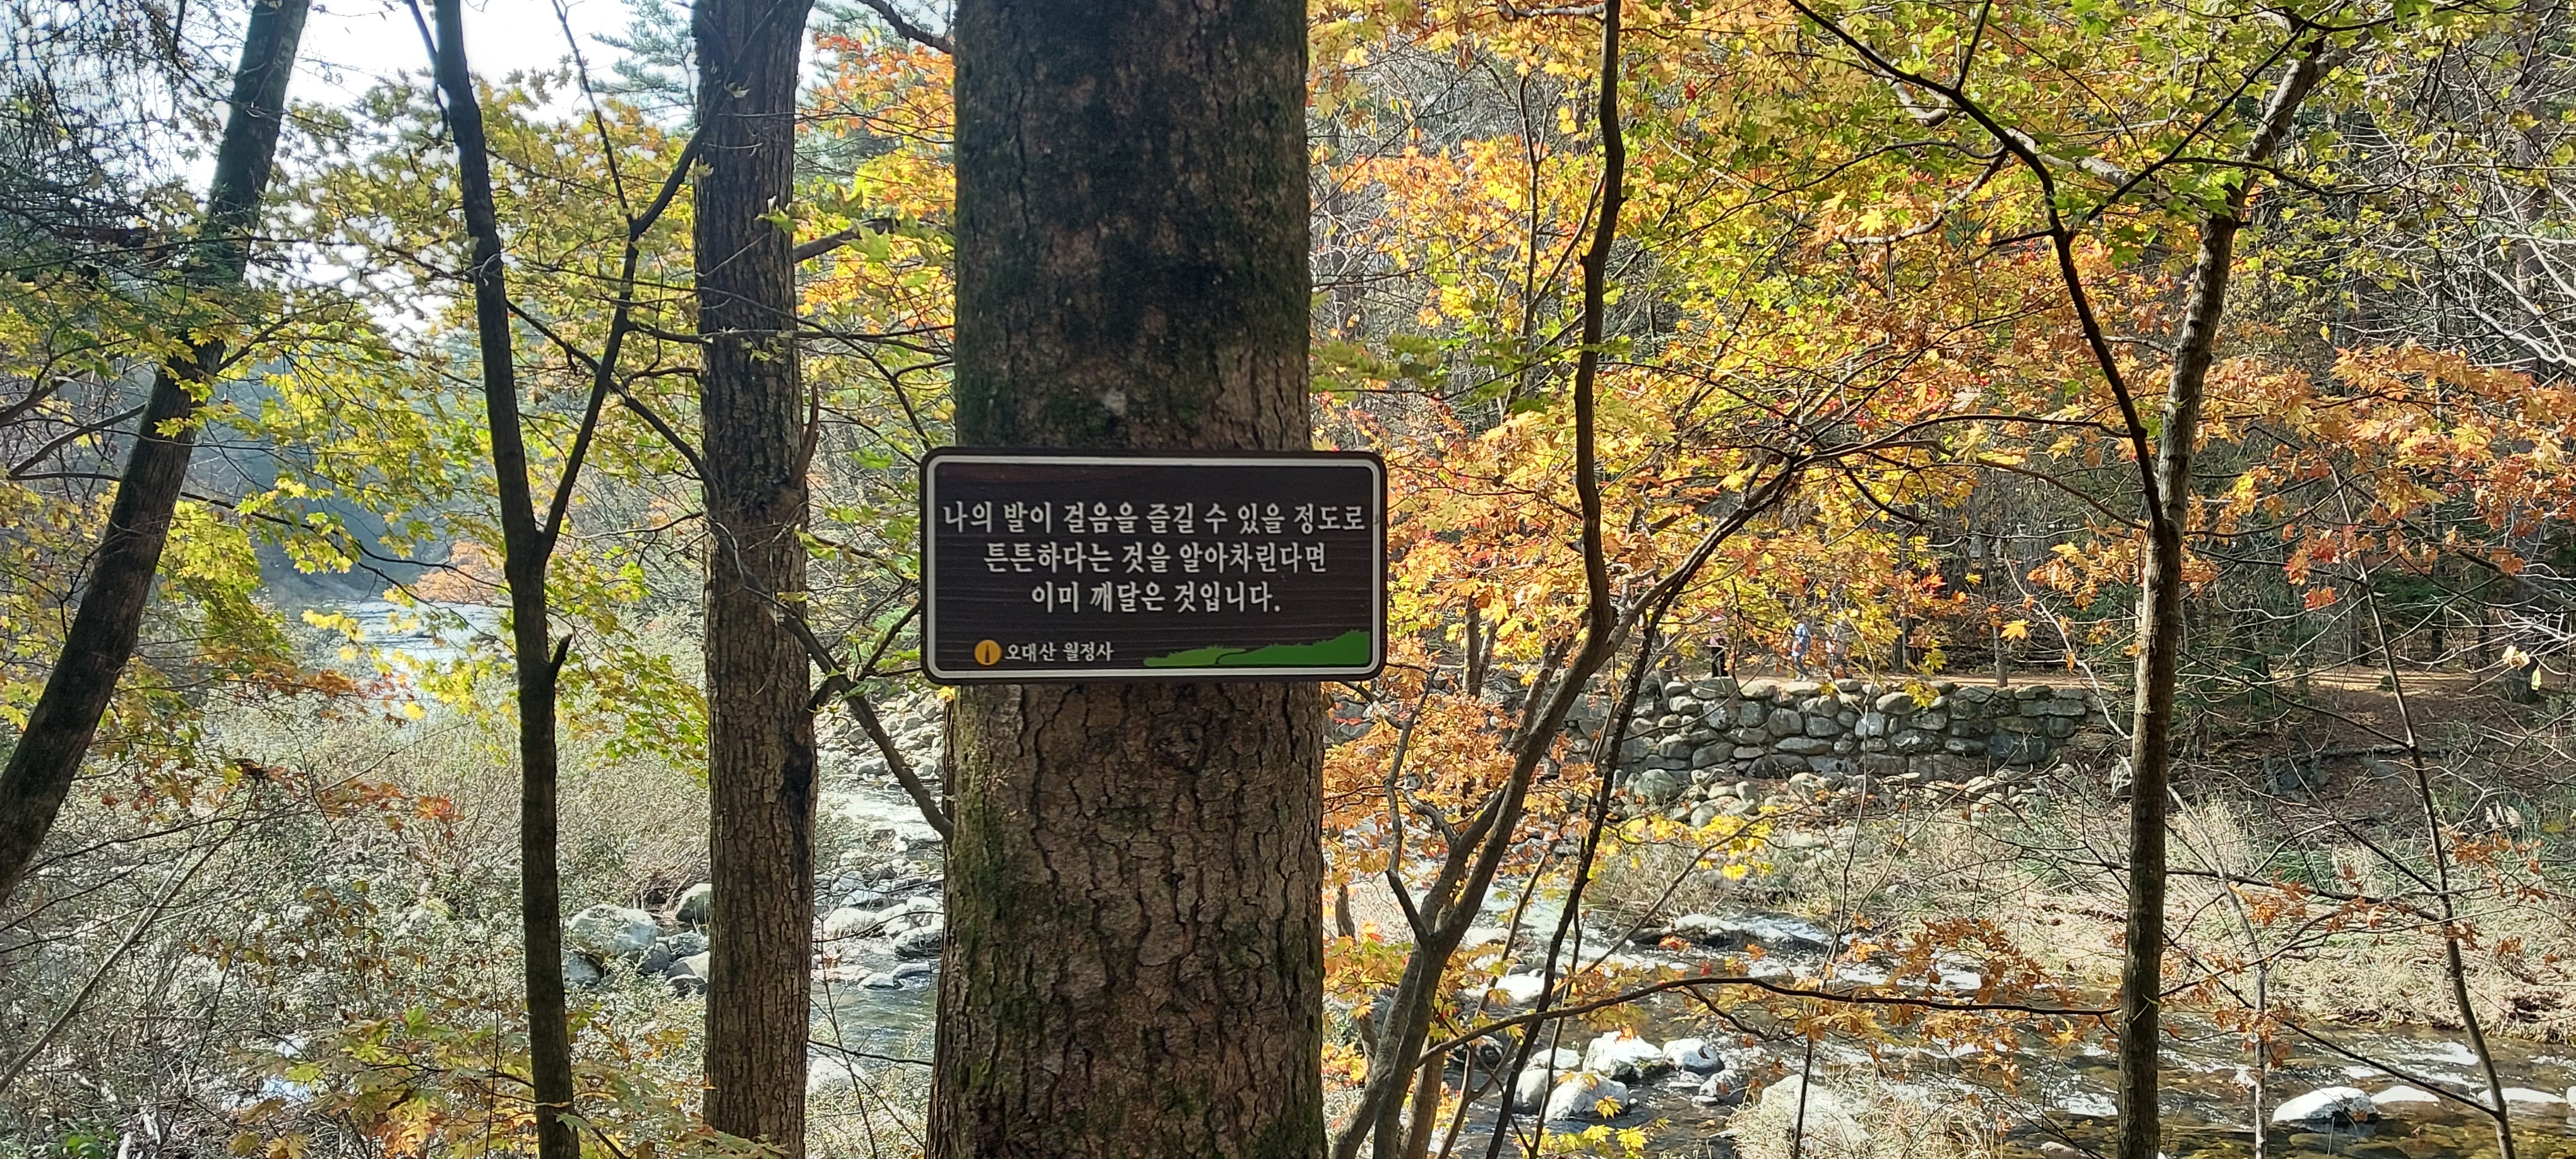 나의 발이 걸음을 즐길 수 있을 정도로
튼튼하다는 것을 알아차린다면
이미 깨달은 것입니다.
오대산 월정사